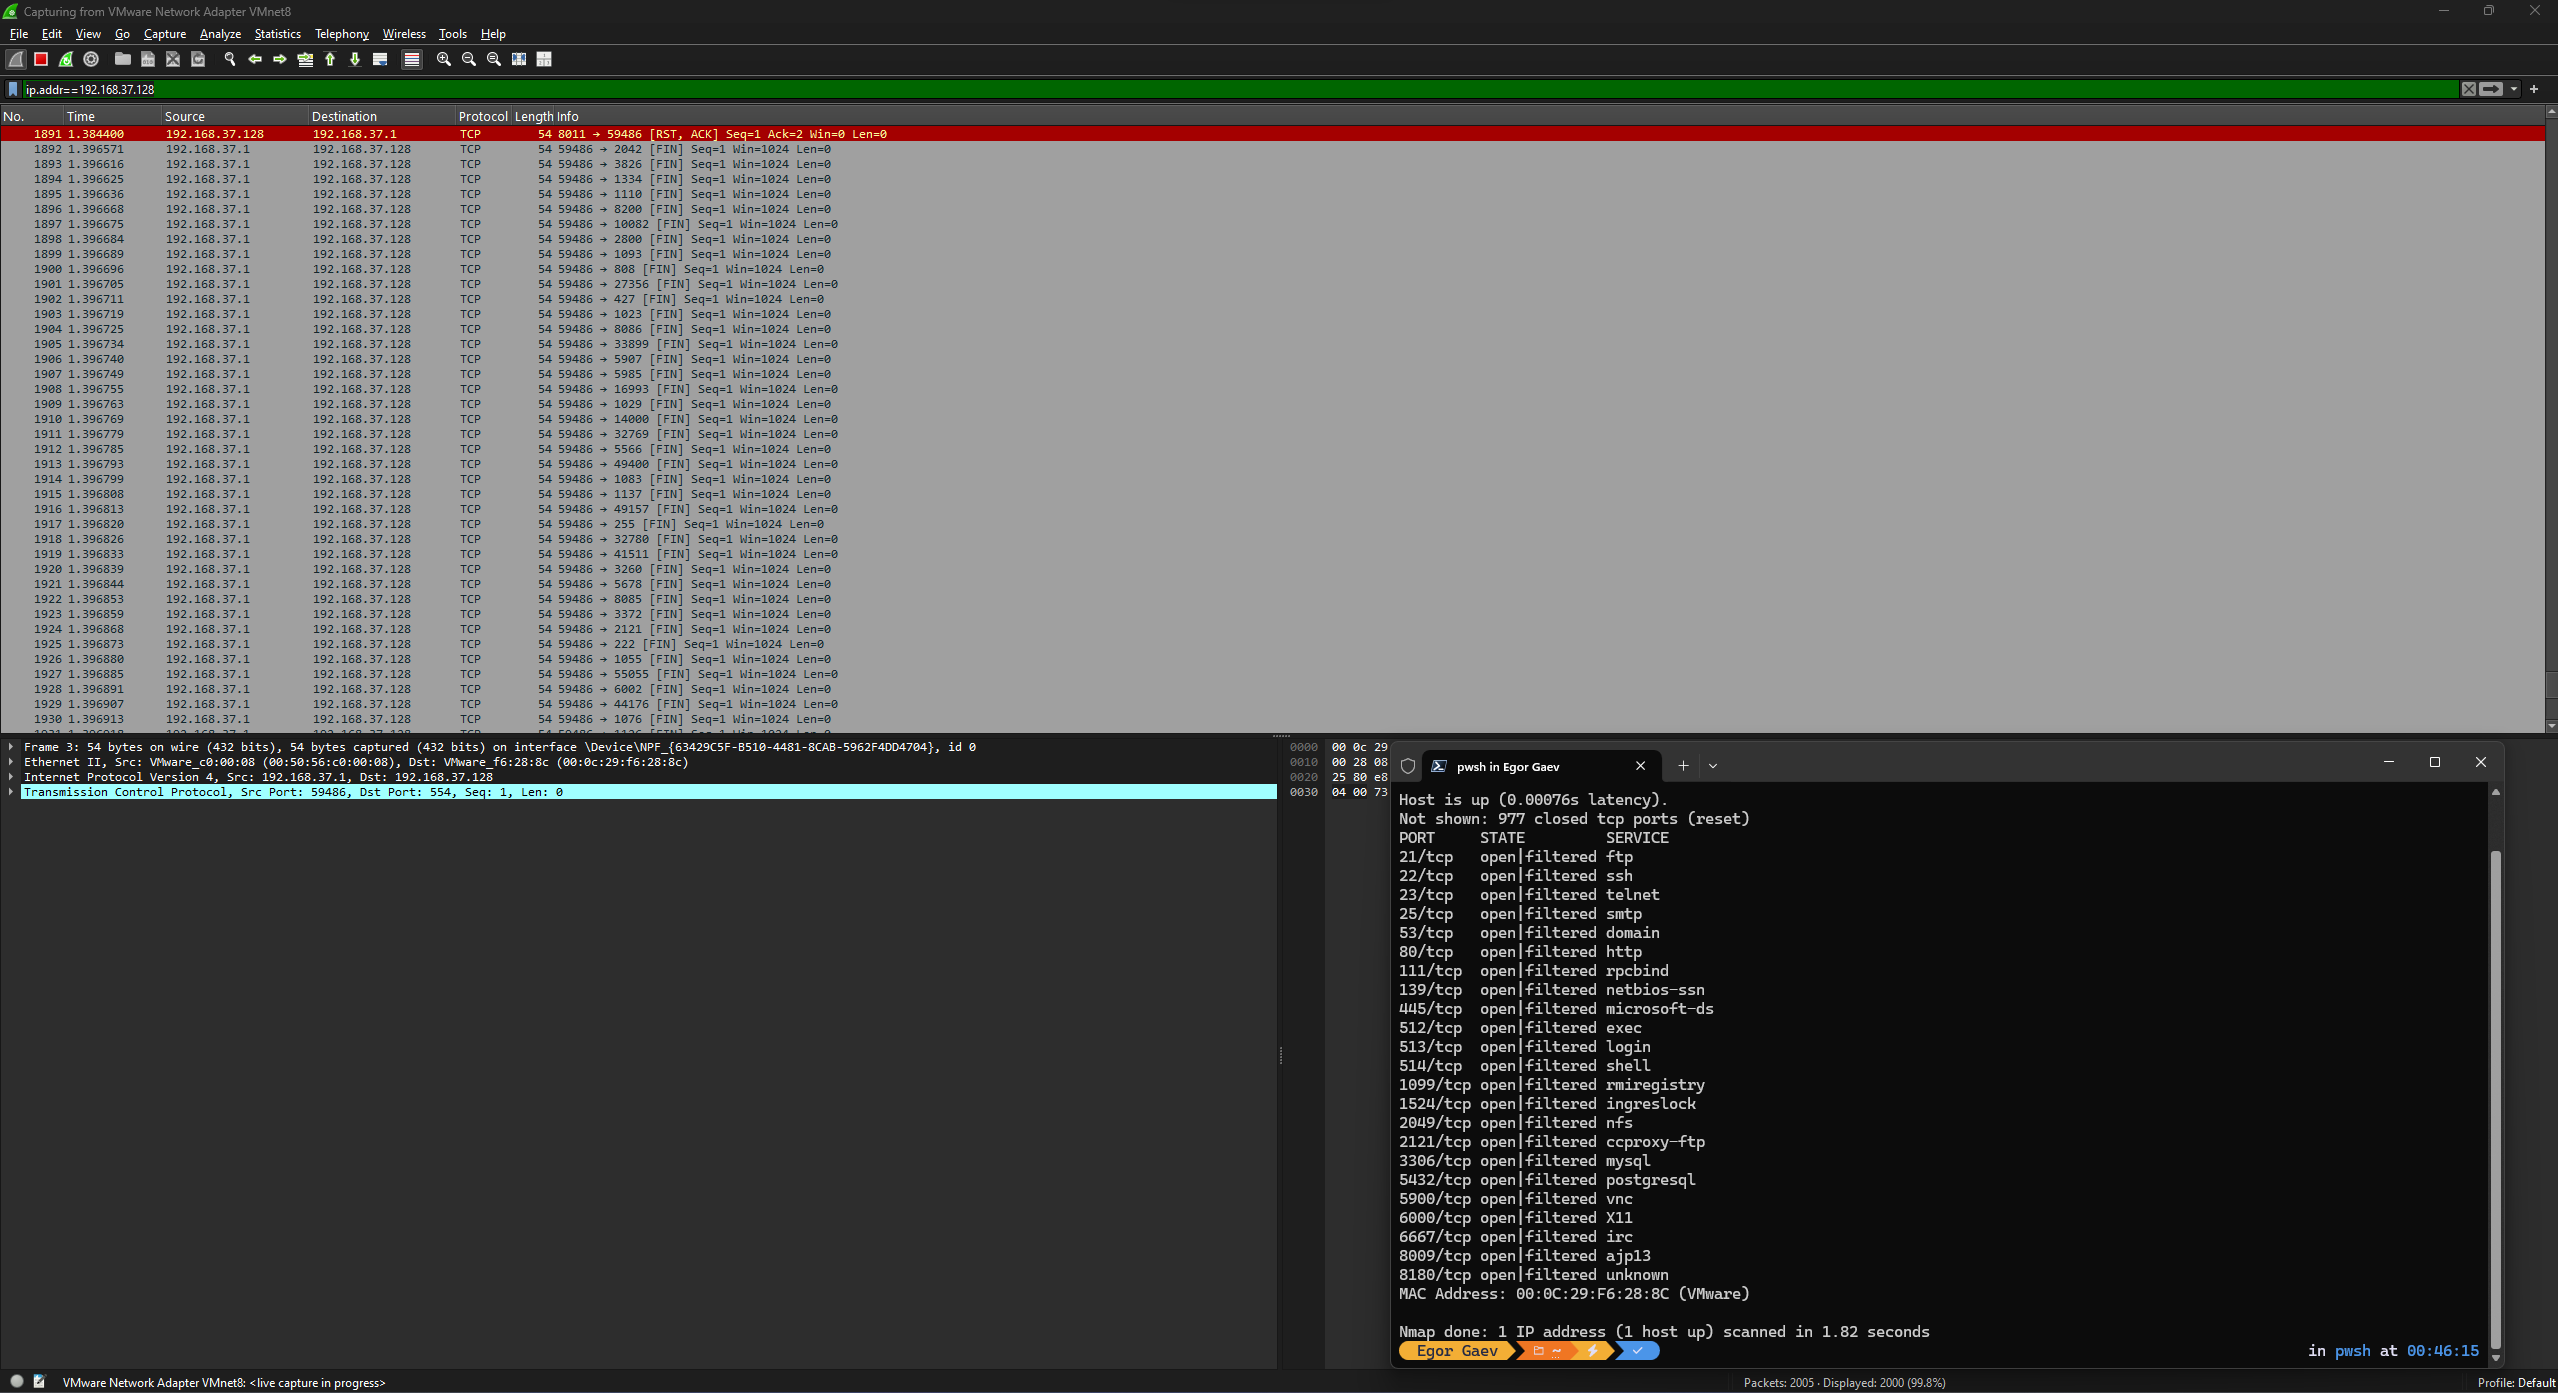 Capturing from VMware Network Adapter VMnet8
File Edit View Go Capture Analyze Statistics Telephony Wireless Tools Help
ip.addr==192.168.37.128
No. Time Source Destination Protocol Length Info
1891 1.384400 192.168.37.128 192.168.37.1 TCP 54 8011 → 59486 [RST, ACK] Seq=1 Ack=2 Win=0 Len=0
1892 1.396571 192.168.37.1 192.168.37.128 TCP 54 59486 → 2042 [FIN] Seq=1 Win=1024 Len=0
1893 1.396616 192.168.37.1 192.168.37.128 TCP 54 59486 → 3826 [FIN] Seq=1 Win=1024 Len=0
1894 1.396625 192.168.37.1 192.168.37.128 TCP 54 59486 → 1334 [FIN] Seq=1 Win=1024 Len=0
1895 1.396636 192.168.37.1 192.168.37.128 TCP 54 59486 → 1110 [FIN] Seq=1 Win=1024 Len=0
1896 1.396668 192.168.37.1 192.168.37.128 TCP 54 59486 → 8200 [FIN] Seq=1 Win=1024 Len=0
1897 1.396675 192.168.37.1 192.168.37.128 TCP 54 59486 → 10082 [FIN] Seq=1 Win=1024 Len=0
1898 1.396684 192.168.37.1 192.168.37.128 TCP 54 59486 → 2800 [FIN] Seq=1 Win=1024 Len=0
1899 1.396689 192.168.37.1 192.168.37.128 TCP 54 59486 → 1093 [FIN] Seq=1 Win=1024 Len=0
1900 1.396696 192.168.37.1 192.168.37.128 TCP 54 59486 → 808 [FIN] Seq=1 Win=1024 Len=0
1901 1.396705 192.168.37.1 192.168.37.128 TCP 54 59486 → 27356 [FIN] Seq=1 Win=1024 Len=0
1902 1.396711 192.168.37.1 192.168.37.128 TCP 54 59486 → 427 [FIN] Seq=1 Win=1024 Len=0
1903 1.396719 192.168.37.1 192.168.37.128 TCP 54 59486 → 1023 [FIN] Seq=1 Win=1024 Len=0
1904 1.396725 192.168.37.1 192.168.37.128 TCP 54 59486 → 8086 [FIN] Seq=1 Win=1024 Len=0
1905 1.396734 192.168.37.1 192.168.37.128 TCP 54 59486 → 33899 [FIN] Seq=1 Win=1024 Len=0
1906 1.396740 192.168.37.1 192.168.37.128 TCP 54 59486 → 5907 [FIN] Seq=1 Win=1024 Len=0
1907 1.396749 192.168.37.1 192.168.37.128 TCP 54 59486 → 5985 [FIN] Seq=1 Win=1024 Len=0
1908 1.396755 192.168.37.1 192.168.37.128 TCP 54 59486 → 16993 [FIN] Seq=1 Win=1024 Len=0
1909 1.396763 192.168.37.1 192.168.37.128 TCP 54 59486 → 1029 [FIN] Seq=1 Win=1024 Len=0
1910 1.396769 192.168.37.1 192.168.37.128 TCP 54 59486 → 14000 [FIN] Seq=1 Win=1024 Len=0
1911 1.396779 192.168.37.1 192.168.37.128 TCP 54 59486 → 32769 [FIN] Seq=1 Win=1024 Len=0
1912 1.396785 192.168.37.1 192.168.37.128 TCP 54 59486 → 5566 [FIN] Seq=1 Win=1024 Len=0
1913 1.396793 192.168.37.1 192.168.37.128 TCP 54 59486 → 49400 [FIN] Seq=1 Win=1024 Len=0
1914 1.396799 192.168.37.1 192.168.37.128 TCP 54 59486 → 1083 [FIN] Seq=1 Win=1024 Len=0
1915 1.396808 192.168.37.1 192.168.37.128 TCP 54 59486 → 1137 [FIN] Seq=1 Win=1024 Len=0
1916 1.396813 192.168.37.1 192.168.37.128 TCP 54 59486 → 49157 [FIN] Seq=1 Win=1024 Len=0
1917 1.396820 192.168.37.1 192.168.37.128 TCP 54 59486 → 255 [FIN] Seq=1 Win=1024 Len=0
1918 1.396826 192.168.37.1 192.168.37.128 TCP 54 59486 → 32780 [FIN] Seq=1 Win=1024 Len=0
1919 1.396833 192.168.37.1 192.168.37.128 TCP 54 59486 → 41511 [FIN] Seq=1 Win=1024 Len=0
1920 1.396839 192.168.37.1 192.168.37.128 TCP 54 59486 → 3260 [FIN] Seq=1 Win=1024 Len=0
1921 1.396844 192.168.37.1 192.168.37.128 TCP 54 59486 → 5678 [FIN] Seq=1 Win=1024 Len=0
1922 1.396853 192.168.37.1 192.168.37.128 TCP 54 59486 → 8085 [FIN] Seq=1 Win=1024 Len=0
1923 1.396859 192.168.37.1 192.168.37.128 TCP 54 59486 → 3372 [FIN] Seq=1 Win=1024 Len=0
1924 1.396868 192.168.37.1 192.168.37.128 TCP 54 59486 → 2121 [FIN] Seq=1 Win=1024 Len=0
1925 1.396873 192.168.37.1 192.168.37.128 TCP 54 59486 → 222 [FIN] Seq=1 Win=1024 Len=0
1926 1.396880 192.168.37.1 192.168.37.128 TCP 54 59486 → 1055 [FIN] Seq=1 Win=1024 Len=0
1927 1.396885 192.168.37.1 192.168.37.128 TCP 54 59486 → 55055 [FIN] Seq=1 Win=1024 Len=0
1928 1.396891 192.168.37.1 192.168.37.128 TCP 54 59486 → 6002 [FIN] Seq=1 Win=1024 Len=0
1929 1.396907 192.168.37.1 192.168.37.128 TCP 54 59486 → 44176 [FIN] Seq=1 Win=1024 Len=0
1930 1.396913 192.168.37.1 192.168.37.128 TCP 54 59486 → 1076 [FIN] Seq=1 Win=1024 Len=0
Frame 3: 54 bytes on wire (432 bits), 54 bytes captured (432 bits) on interface \Device\NPF_{63429C5F-B510-4481-8CAB-5962F4DD4704}, id 0
Ethernet II, Src: VMware_c0:00:08 (00:50:56:c0:00:08), Dst: VMware_f6:28:8c (00:0c:29:f6:28:8c)
Internet Protocol Version 4, Src: 192.168.37.1, Dst: 192.168.37.128
Transmission Control Protocol, Src Port: 59486, Dst Port: 554, Seq: 1, Len: 0
0000 00 0c 29
0010 00 28 08
0020 25 80 e8
0030 04 00 73
pwsh in Egor Gaev
Host is up (0.00076s latency).
Not shown: 977 closed tcp ports (reset)
PORT STATE SERVICE
21/tcp open|filtered ftp
22/tcp open|filtered ssh
23/tcp open|filtered telnet
25/tcp open|filtered smtp
53/tcp open|filtered domain
80/tcp open|filtered http
111/tcp open|filtered rpcbind
139/tcp open|filtered netbios-ssn
445/tcp open|filtered microsoft-ds
512/tcp open|filtered exec
513/tcp open|filtered login
514/tcp open|filtered shell
1099/tcp open|filtered rmiregistry
1524/tcp open|filtered ingreslock
2049/tcp open|filtered nfs
2121/tcp open|filtered ccproxy-ftp
3306/tcp open|filtered mysql
5432/tcp open|filtered postgresql
5900/tcp open|filtered vnc
6000/tcp open|filtered X11
6667/tcp open|filtered irc
8009/tcp open|filtered ajp13
8180/tcp open|filtered unknown
MAC Address: 00:0C:29:F6:28:8C (VMware)
Nmap done: 1 IP address (1 host up) scanned in 1.82 seconds
Egor Gaev ~ in pwsh at 00:46:15
VMware Network Adapter VMnet8: <live capture in progress> Packets: 2005 · Displayed: 2000 (99.8%) Profile: Default